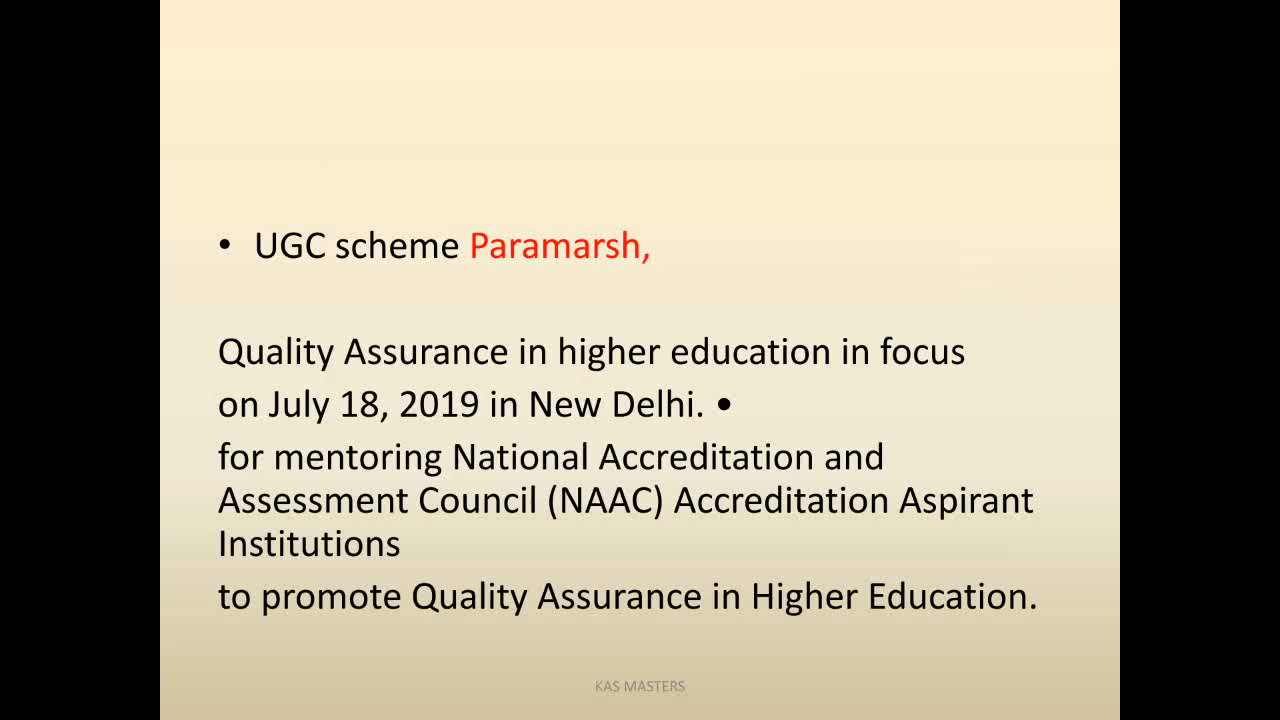 • UGC scheme Paramarsh,
Quality Assurance in higher education in focus
on July 18, 2019 in New Delhi. •
for mentoring National Accreditation and
Assessment Council (NAAC) Accreditation Aspirant
Institutions
to promote Quality Assurance in Higher Education.
KAS MASTERS